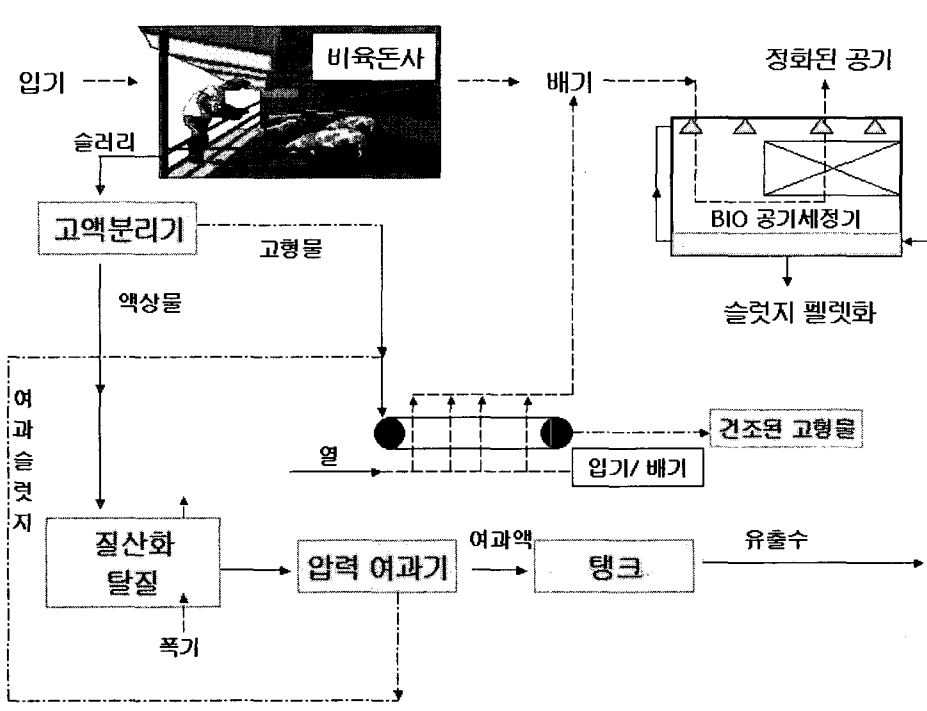 입기
비육돈사
배기
정화된 공기
슬러리
고액분리기
고형물
BIO 공기세정기
액상물
슬럿지 펠렛화
여과슬럿지
건조된 고형물
열
입기/ 배기
질산화
탈질
압력 여과기
여과액
탱크
유출수
폭기